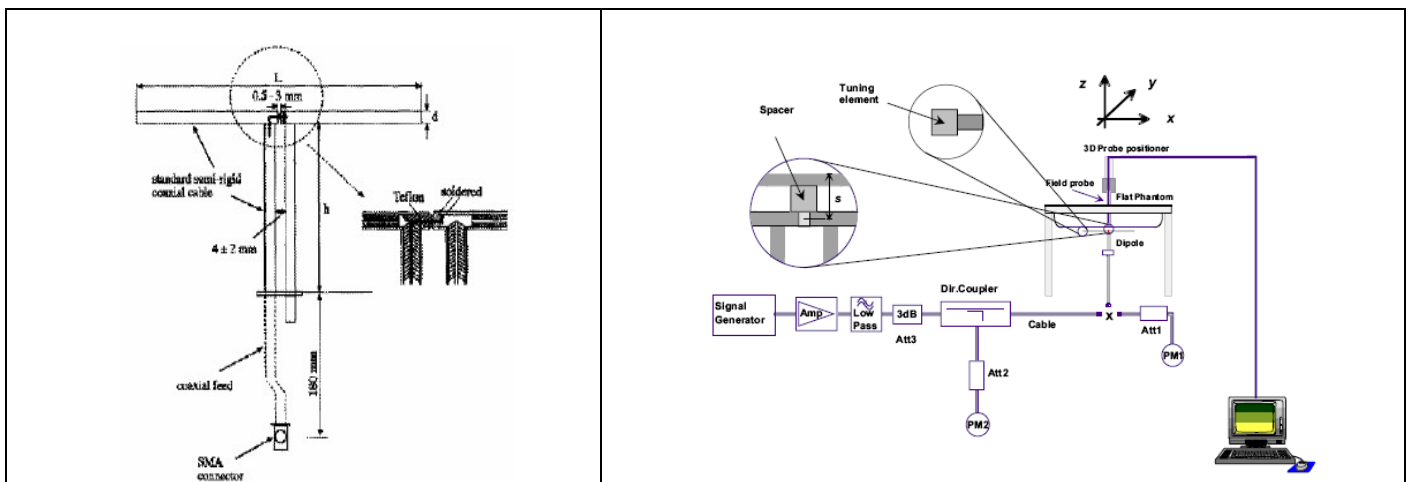 L
0.5-3 mm
d
standard semi-rigid
coaxial cable
h
Teflon
soldered
4 ± 2 mm
coaxial feed
180 mm
SMA
connector
Tuning
element
Spacer
s
z
y
x
3D Probe positioner
Field probe
Flat Phantom
Dipole
Signal
Generator
Amp
Low
Pass
3dB
Att3
Dir.Coupler
Cable
x
Att1
PM1
Att2
PM2